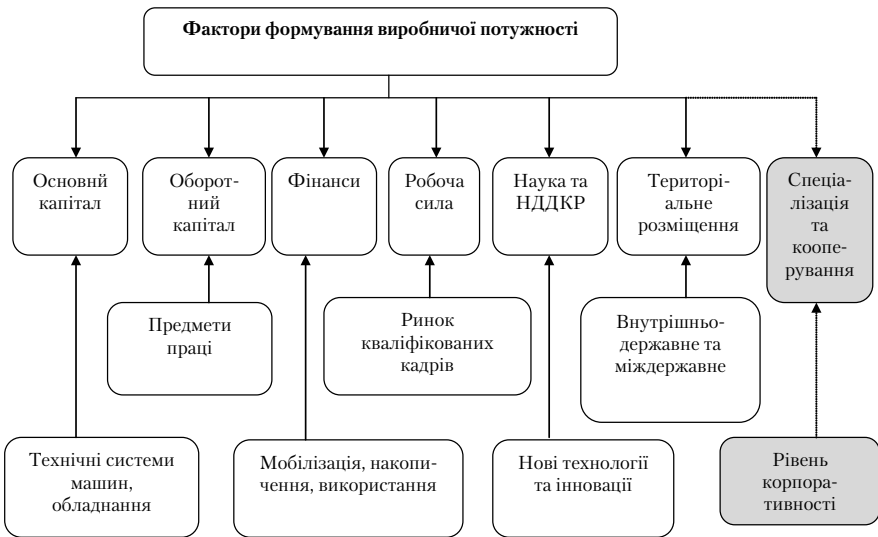 Фактори формування виробничої потужності
Основнй
капітал
Оборот-
ний
капітал
Фінанси
Робоча
сила
Наука та
НДДКР
Територі-
альне
розміщення
Спеціа-
лізація
та
коопе-
рування
Предмети
праці
Ринок
кваліфікованих
кадрів
Внутрішньо-
державне та
міждержавне
Технічні системи
машин,
обладнання
Мобілізація, накопи-
чення, використання
Нові технології
та інновації
Рівень
корпора-
тивності